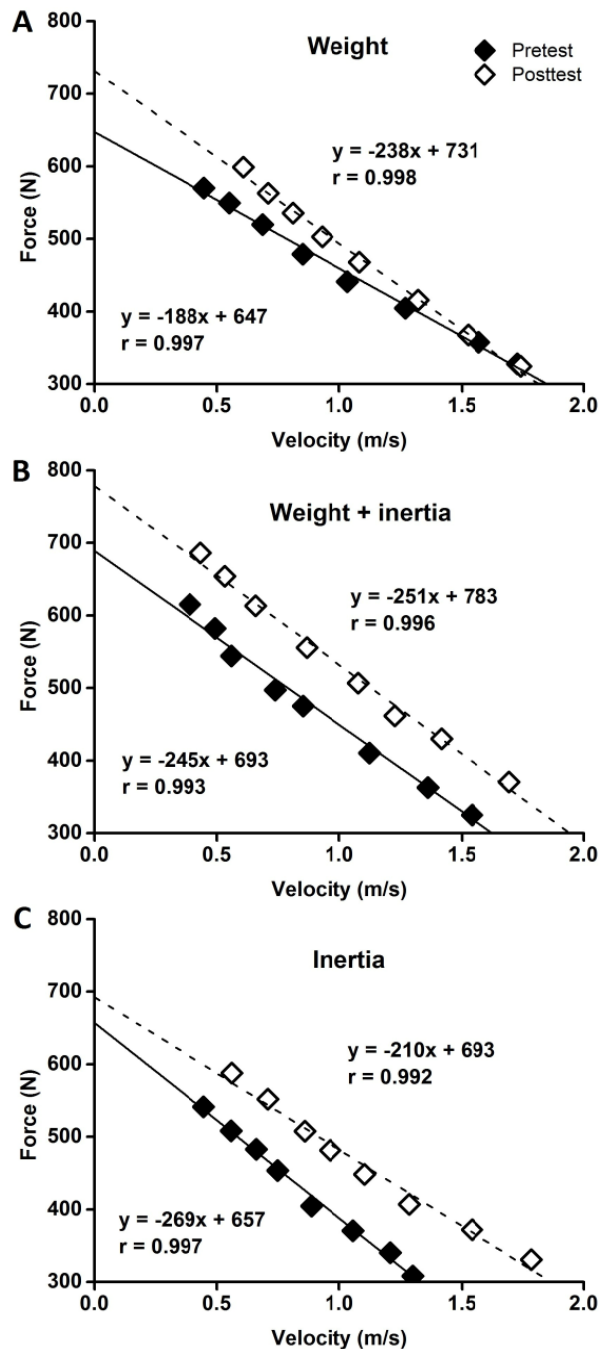 A
Weight
Pretest
Posttest
y = -238x + 731
r = 0.998
y = -188x + 647
r = 0.997
Force (N)
800
700
600
500
400
300
0.0 0.5 1.0 1.5 2.0
Velocity (m/s)
B
Weight + inertia
y = -251x + 783
r = 0.996
y = -245x + 693
r = 0.993
Force (N)
800
700
600
500
400
300
0.0 0.5 1.0 1.5 2.0
Velocity (m/s)
C
Inertia
y = -210x + 693
r = 0.992
y = -269x + 657
r = 0.997
Force (N)
800
700
600
500
400
300
0.0 0.5 1.0 1.5 2.0
Velocity (m/s)